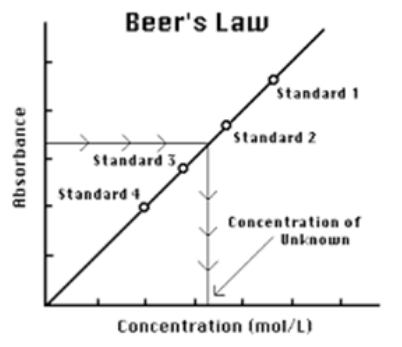 Beer's Law
Standard 1
Standard 2
Standard 3
Standard 4
Absorbance
Concentration of
Unknown
Concentration (mol/L)